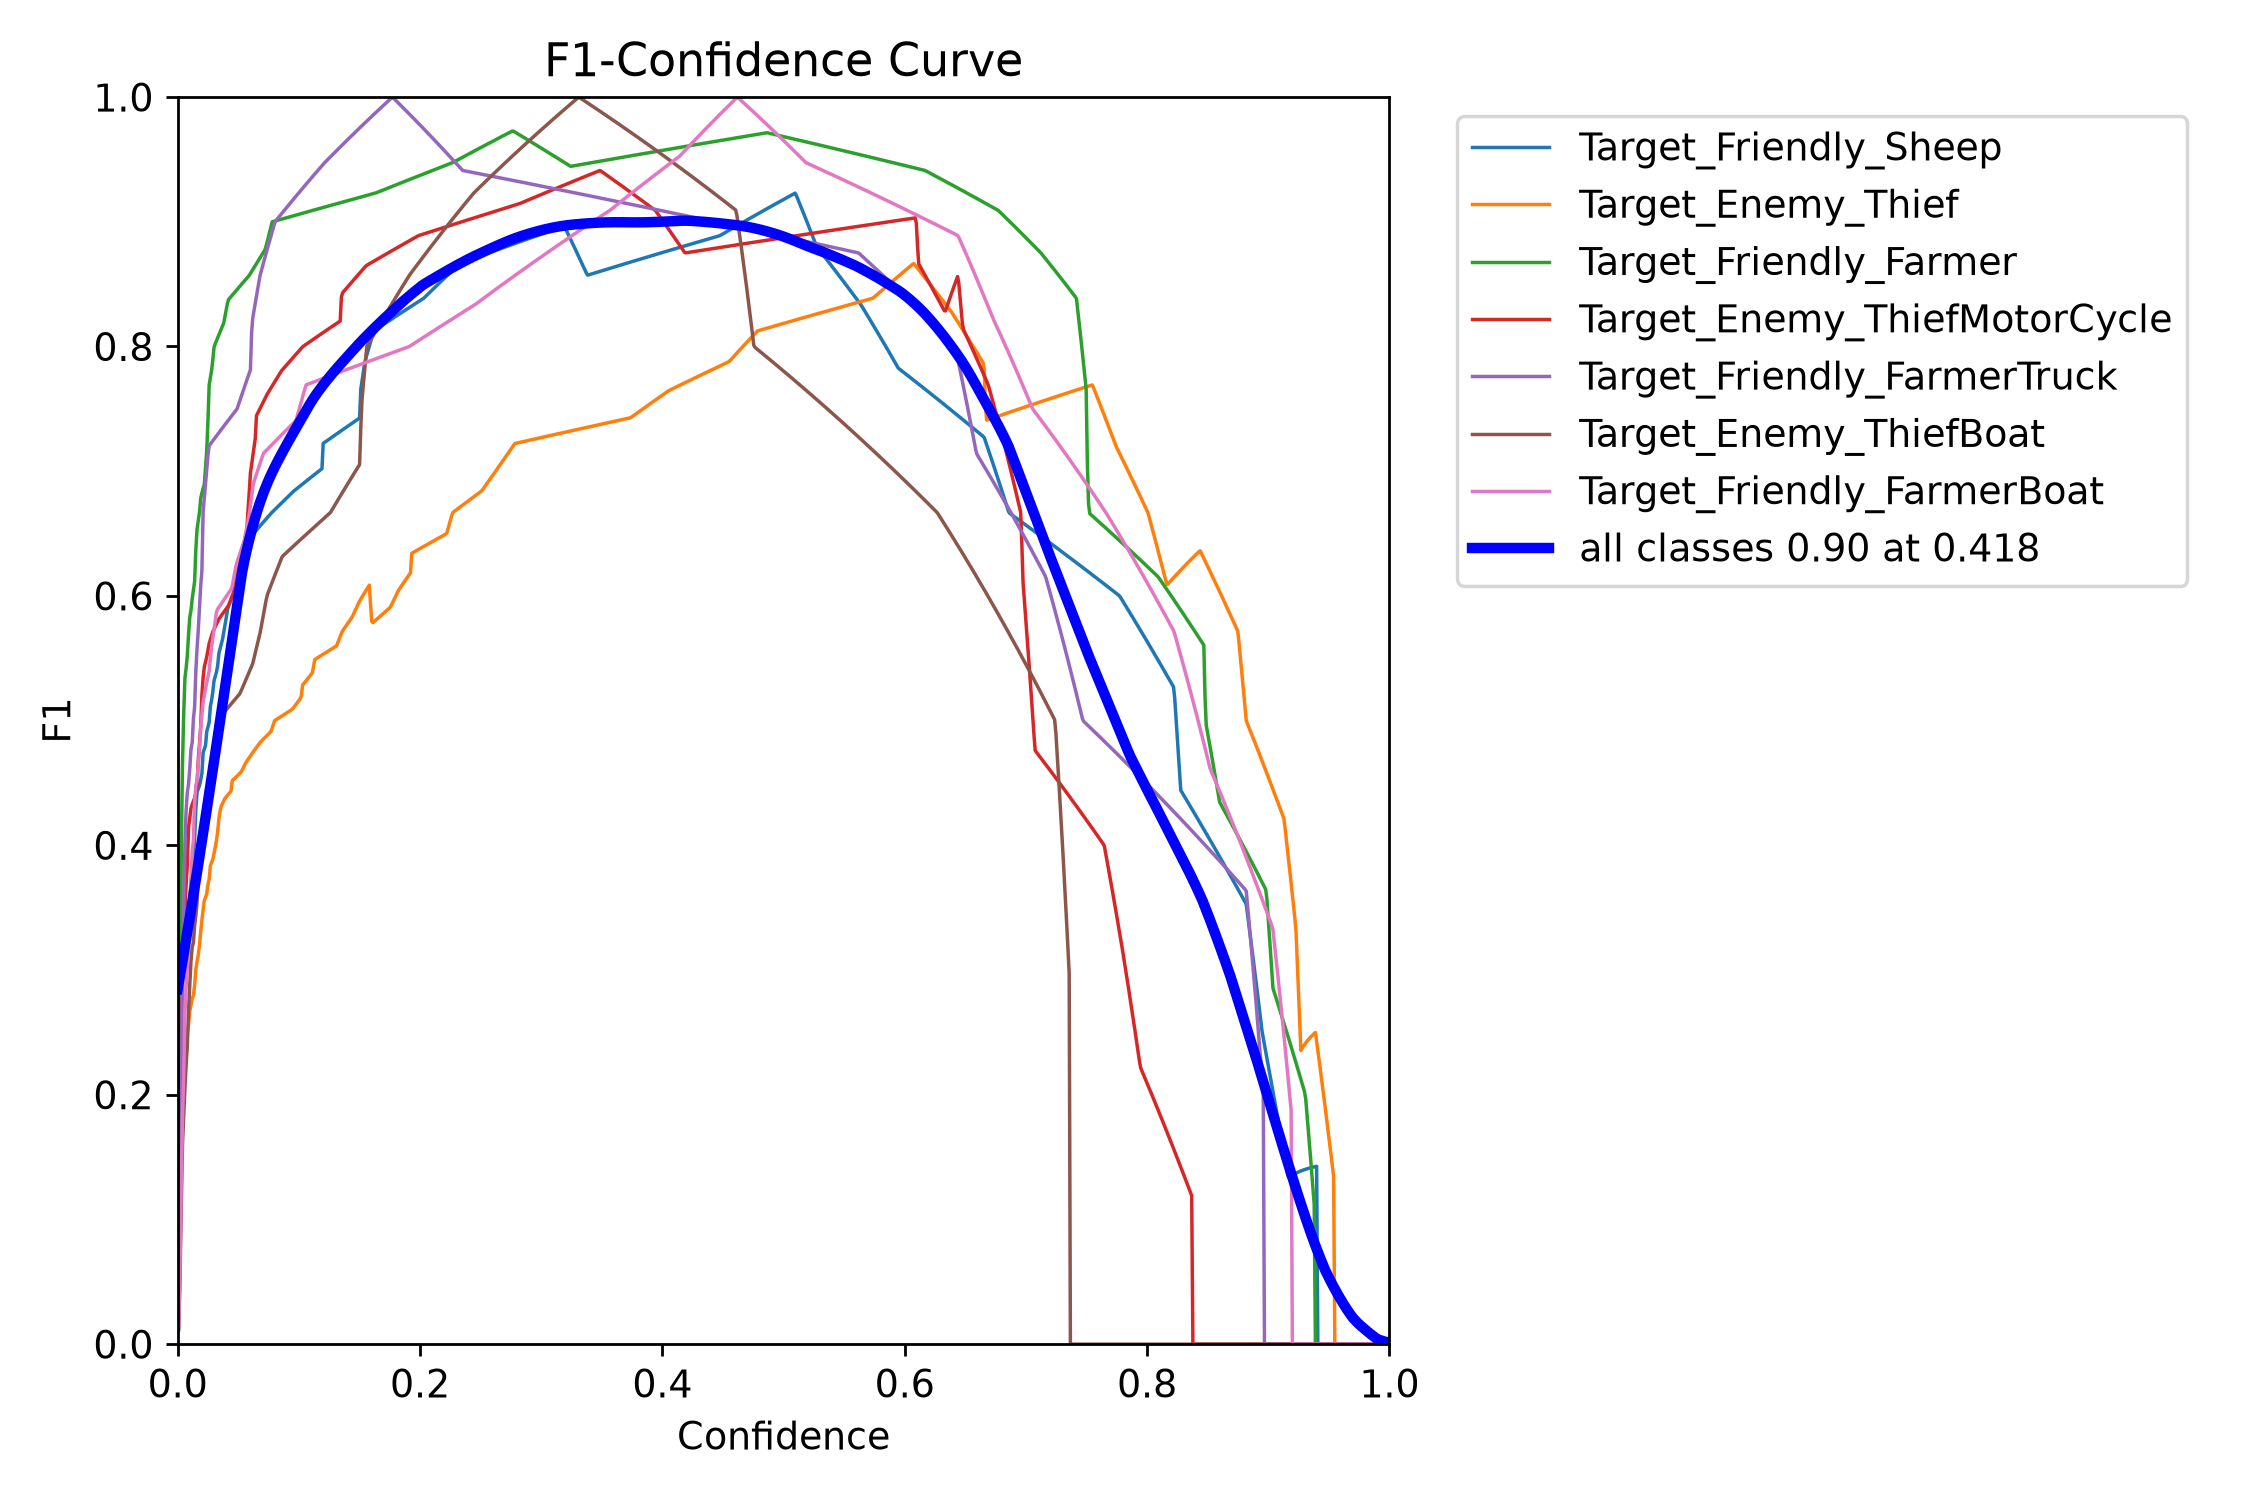 F1-Confidence Curve
1.0
0.8
0.6
0.4
0.2
0.0
F1
0.0 0.2 0.4 0.6 0.8 1.0
Confidence
Target_Friendly_Sheep
Target_Enemy_Thief
Target_Friendly_Farmer
Target_Enemy_ThiefMotorCycle
Target_Friendly_FarmerTruck
Target_Enemy_ThiefBoat
Target_Friendly_FarmerBoat
all classes 0.90 at 0.418